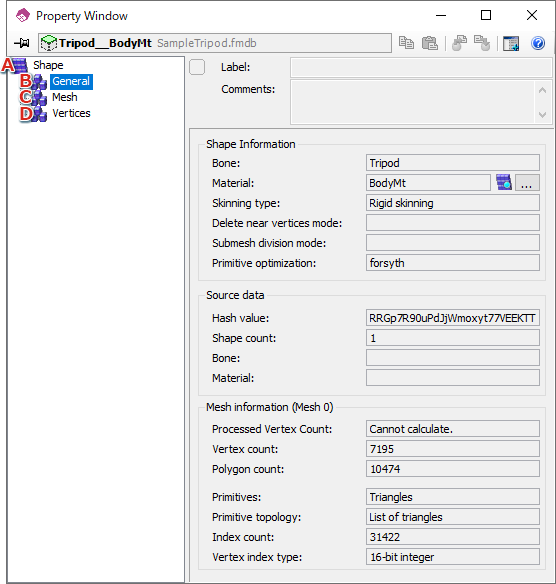 Property Window
Tripod__BodyMt SampleTripod.fmdb
A Shape
B General
C Mesh
D Vertices
Label:
Comments:
Shape Information
Bone: Tripod
Material: BodyMt ...
Skinning type: Rigid skinning
Delete near vertices mode:
Submesh division mode:
Primitive optimization: forsyth
Source data
Hash value: RRGp7R90uPdJjWmoxyt77VEEKTT
Shape count: 1
Bone:
Material:
Mesh information (Mesh 0)
Processed Vertex Count: Cannot calculate.
Vertex count: 7195
Polygon count: 10474
Primitives: Triangles
Primitive topology: List of triangles
Index count: 31422
Vertex index type: 16-bit integer